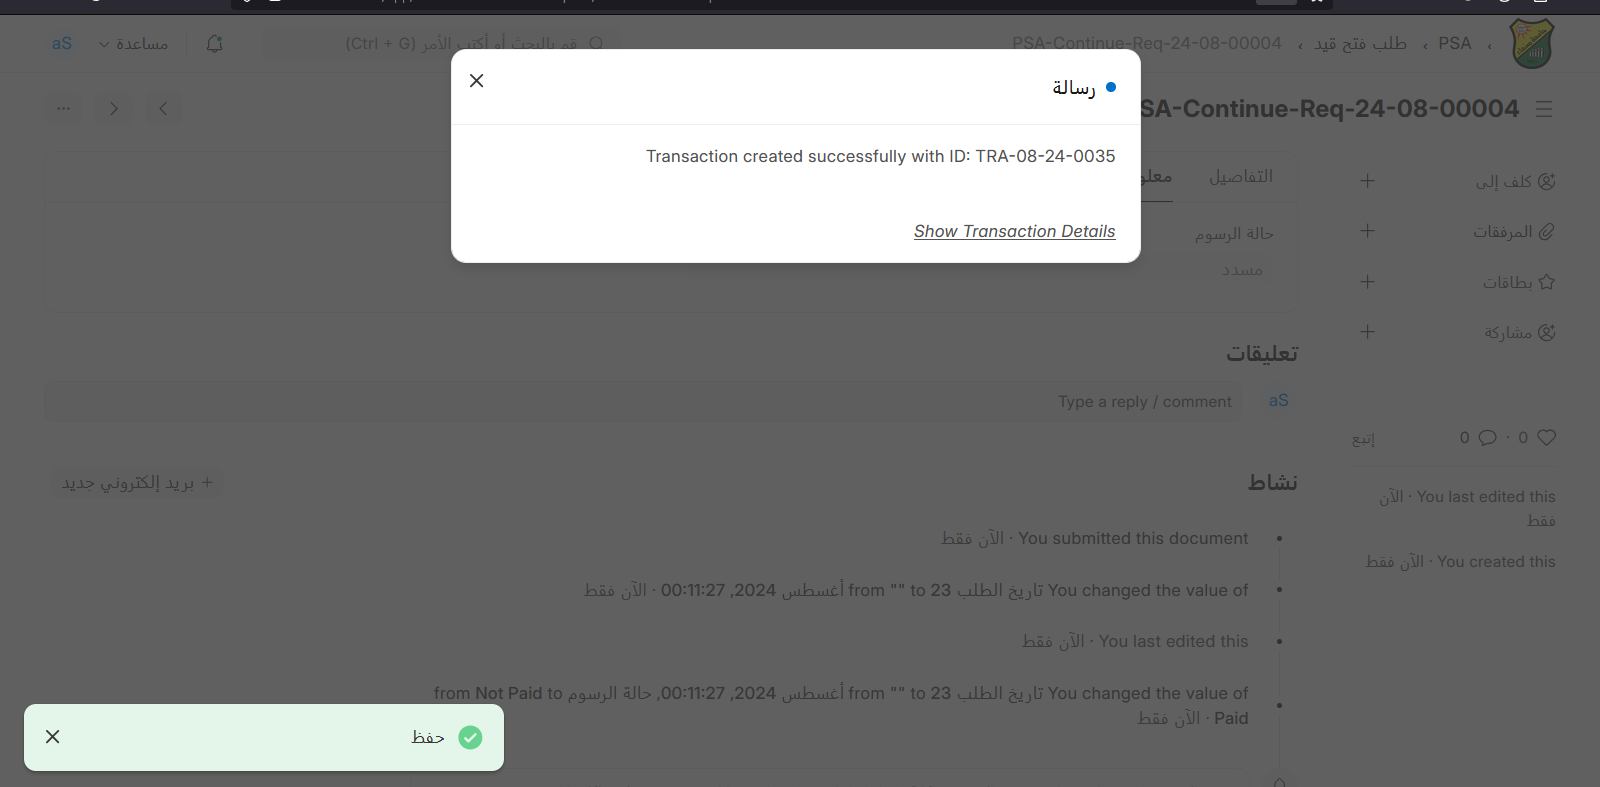 PSA › طلب فتح قيد › PSA-Continue-Req-24-08-00004
قم بالبحث أو أكتب الأمر (Ctrl + G)
مساعدة
aS
SA-Continue-Req-24-08-00004
رسالة
Transaction created successfully with ID: TRA-08-24-0035
Show Transaction Details
كلف إلى
المرفقات
بطاقات
مشاركة
0 · 0
إتبع
You last edited this · الآن
فقط
You created this · الآن فقط
التفاصيل
حالة الرسوم
مسدد
تعليقات
aS
Type a reply / comment
نشاط
+ بريد إلكتروني جديد
You submitted this document · الآن فقط
You changed the value of تاريخ الطلب from "" to 23 أغسطس 2024, 00:11:27 · الآن فقط
You last edited this · الآن فقط
You changed the value of تاريخ الطلب from "" to 23 أغسطس 2024, 00:11:27, حالة الرسوم from Not Paid to
Paid · الآن فقط
حفظ